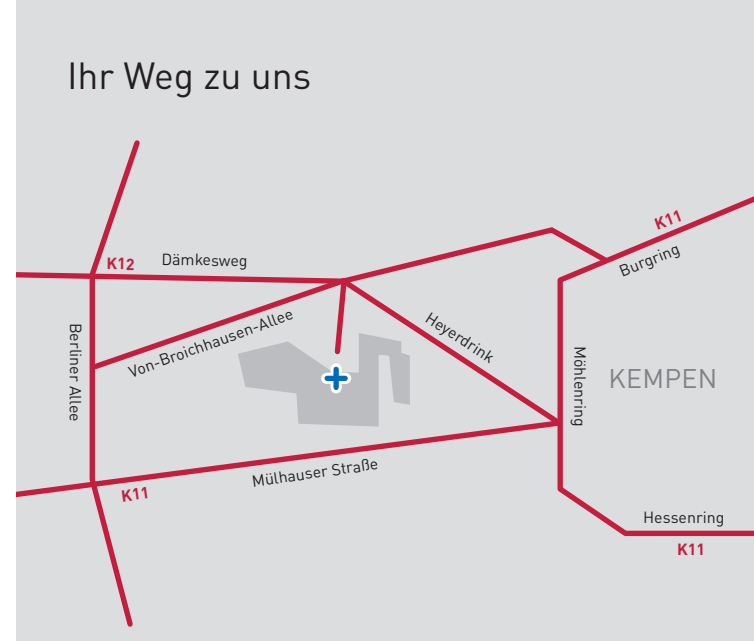 Ihr Weg zu uns
K11
Burgring
K12
Dämkesweg
Von-Broichhausen-Allee
Heyerdrink
Berliner Allee
Möhlenring
KEMPEN
Mülhauser Straße
K11
Hessenring
K11